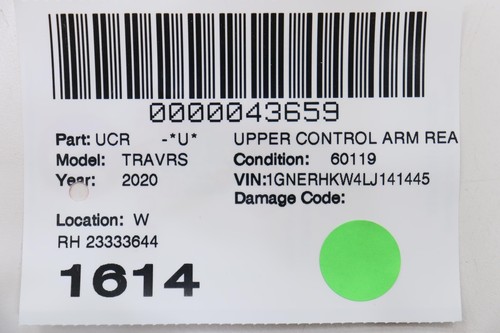 0000043659
Part: UCR -*U* UPPER CONTROL ARM REA
Model: TRAVRS Condition: 60119
Year: 2020 VIN:1GNERHKW4LJ141445
Damage Code:
Location: W
RH 23333644
1614